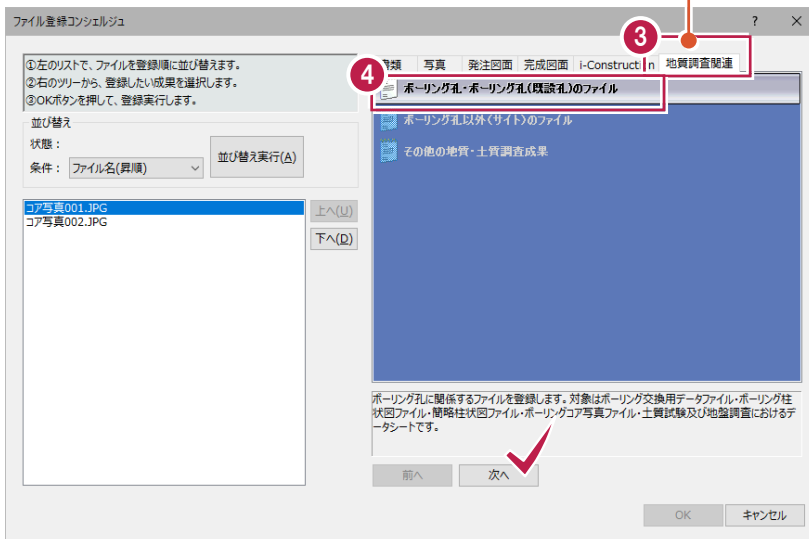 ファイル登録コンシェルジュ
? ×
①左のリストで、ファイルを登録順に並び替えます。
②右のツリーから、登録したい成果を選択します。
③OKボタンを押して、登録実行します。
並び替え
状態：
条件： ファイル名(昇順)
並び替え実行(A)
コア写真001.JPG
コア写真002.JPG
上へ(U)
下へ(D)
3
類 写真 発注図面 完成図面 i-Construction 地質調査関連
4
ボーリング孔・ボーリング孔(既設孔)のファイル
ボーリング孔以外(サイト)のファイル
その他の地質・土質調査成果
ボーリング孔に関係するファイルを登録します。対象はボーリング交換用データファイル・ボーリング柱
状図ファイル・簡略柱状図ファイル・ボーリングコア写真ファイル・土質試験及び地盤調査におけるデ
ータシートです。
前へ 次へ
OK キャンセル